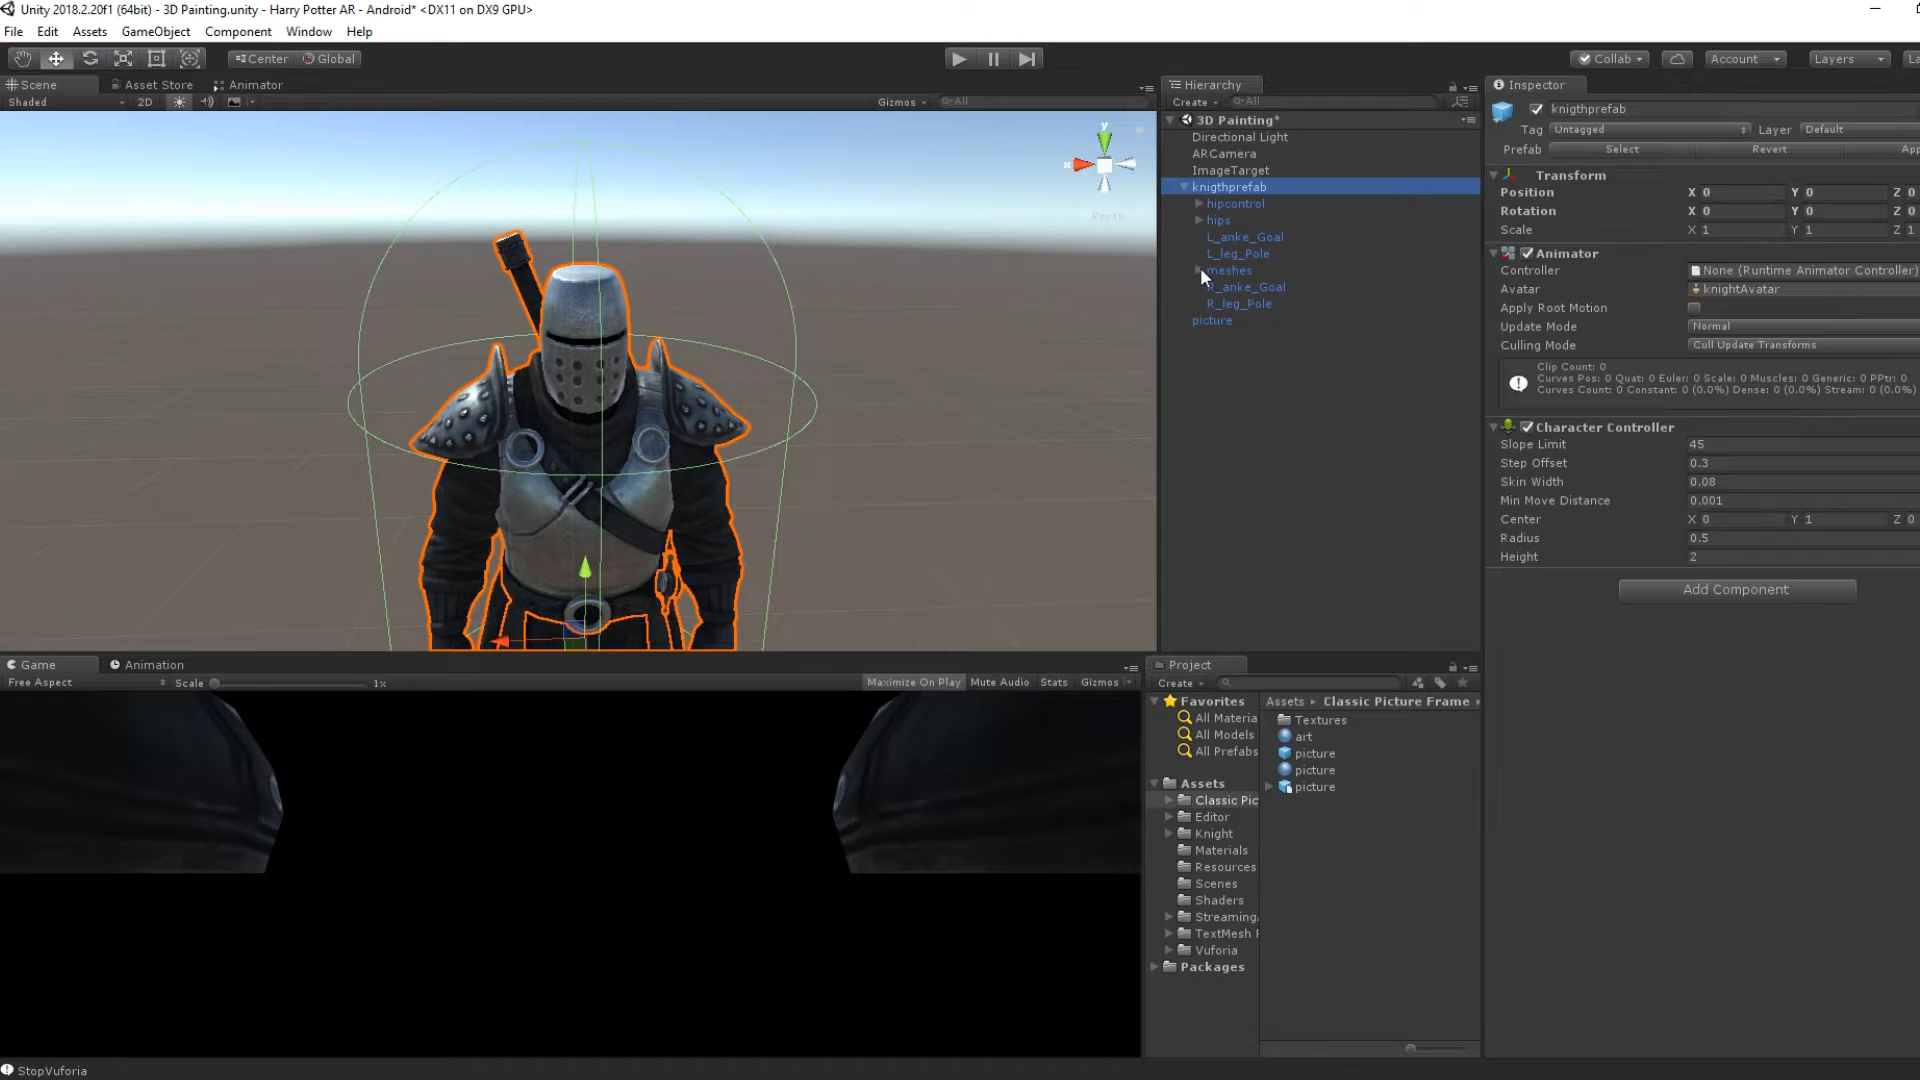 Unity 2018.2.20f1 (64bit) - 3D Painting.unity - Harry Potter AR - Android* <DX11 on DX9 GPU>
File Edit Assets GameObject Component Window Help
Center Global Collab Account Layers La
Scene Asset Store Animator
Shaded 2D Gizmos All
y
x
Persp
Hierarchy
Create All
3D Painting*
Directional Light
ARCamera
ImageTarget
knigthprefab
hipcontrol
hips
L_anke_Goal
L_leg_Pole
meshes
R_anke_Goal
R_leg_Pole
picture
Inspector
knigthprefab
Tag Untagged Layer Default
Prefab Select Revert App
Transform
Position X 0 Y 0 Z 0
Rotation X 0 Y 0 Z 0
Scale X 1 Y 1 Z 1
Animator
Controller None (Runtime Animator Controller)
Avatar knightAvatar
Apply Root Motion
Update Mode Normal
Culling Mode Cull Update Transforms
Clip Count: 0
Curves Pos: 0 Quat: 0 Euler: 0 Scale: 0 Muscles: 0 Generic: 0 PPtr: 0
Curves Count: 0 Constant: 0 (0.0%) Dense: 0 (0.0%) Stream: 0 (0.0%)
Character Controller
Slope Limit 45
Step Offset 0.3
Skin Width 0.08
Min Move Distance 0.001
Center X 0 Y 1 Z 0
Radius 0.5
Height 2
Add Component
Game Animation
Free Aspect Scale 1x Maximize On Play Mute Audio Stats Gizmos
Project
Create
Favorites
All Materia
All Models
All Prefabs
Assets
Classic Pic
Editor
Knight
Materials
Resources
Scenes
Shaders
Streaming
TextMesh P
Vuforia
Packages
Assets Classic Picture Frame
Textures
art
picture
picture
picture
StopVuforia